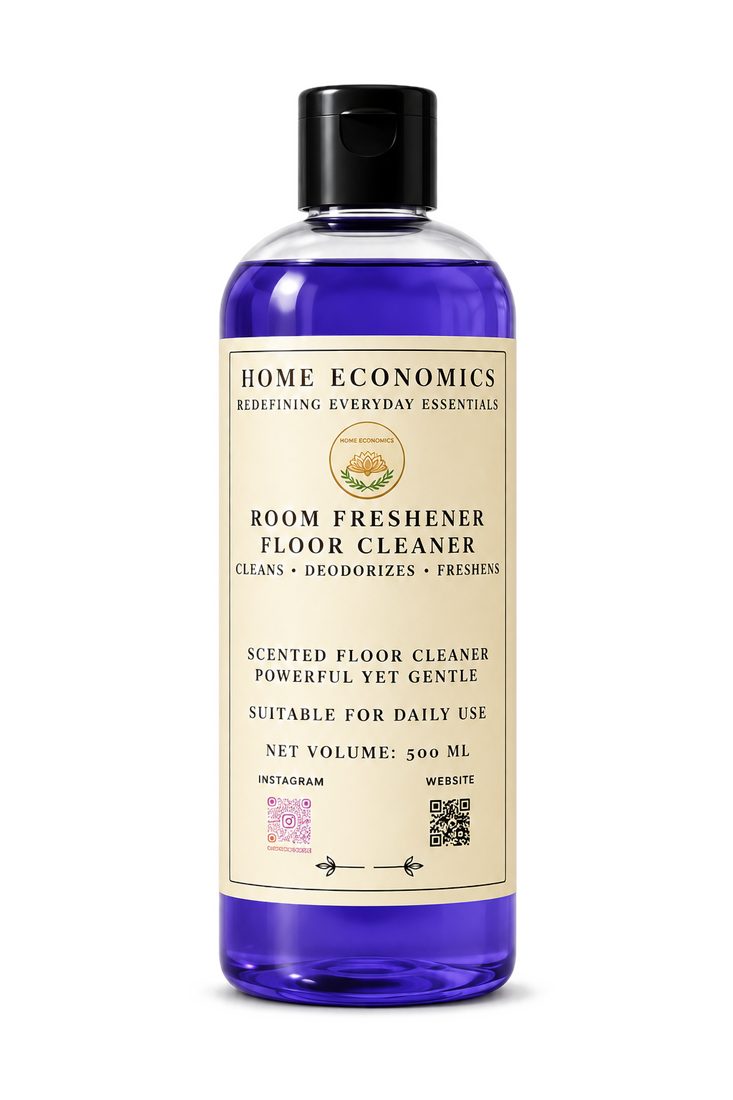 HOME ECONOMICS
REDEFINING EVERYDAY ESSENTIALS
HOME ECONOMICS
ROOM FRESHENER
FLOOR CLEANER
CLEANS • DEODORIZES • FRESHENS
SCENTED FLOOR CLEANER
POWERFUL YET GENTLE
SUITABLE FOR DAILY USE
NET VOLUME: 500 ML
INSTAGRAM WEBSITE